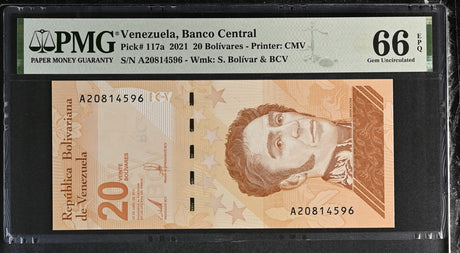 PMG
PAPER MONEY GUARANTY
Venezuela, Banco Central
Pick# 117a 2021 20 Bolívares - Printer: CMV
S/N A20814596 - Wmk: S. Bolívar & BCV
66 EPQ
Gem Uncirculated
A20814596
República Bolivariana
de Venezuela
20
VEINTE
BOLÍVARES
A20814596